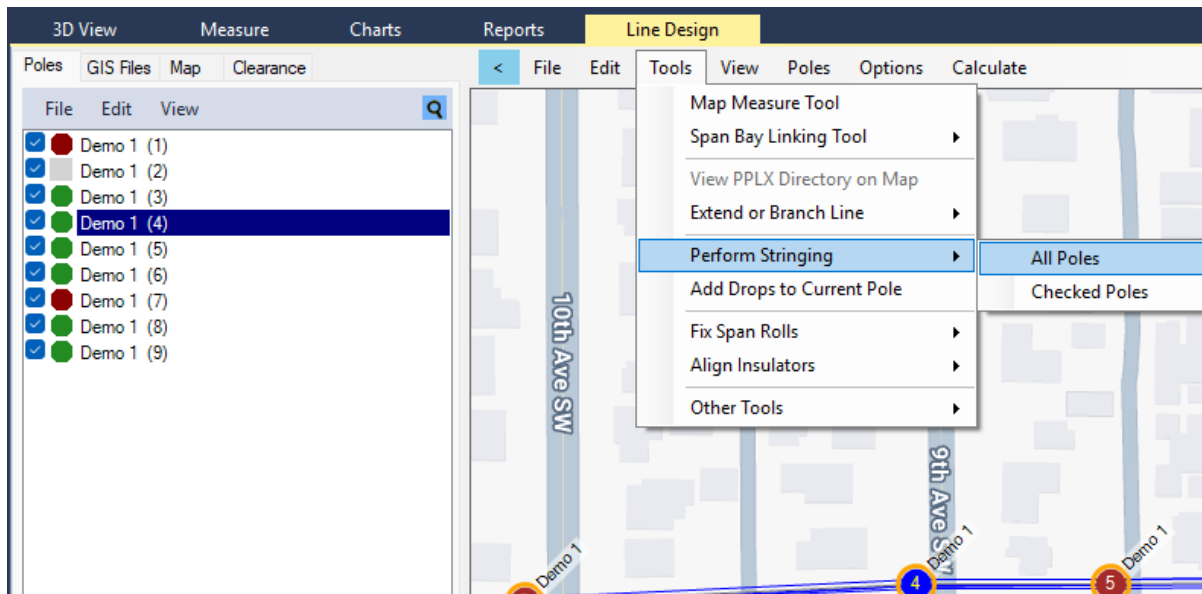 3D View Measure Charts Reports Line Design
Poles GIS Files Map Clearance
< File Edit Tools View Poles Options Calculate
File Edit View
Demo 1 (1)
Demo 1 (2)
Demo 1 (3)
Demo 1 (4)
Demo 1 (5)
Demo 1 (6)
Demo 1 (7)
Demo 1 (8)
Demo 1 (9)
Map Measure Tool
Span Bay Linking Tool
View PPLX Directory on Map
Extend or Branch Line
Perform Stringing
Add Drops to Current Pole
Fix Span Rolls
Align Insulators
Other Tools
All Poles
Checked Poles
10th Ave SW
9th Ave SW
Demo 1
Demo 1
4
Demo 1
5